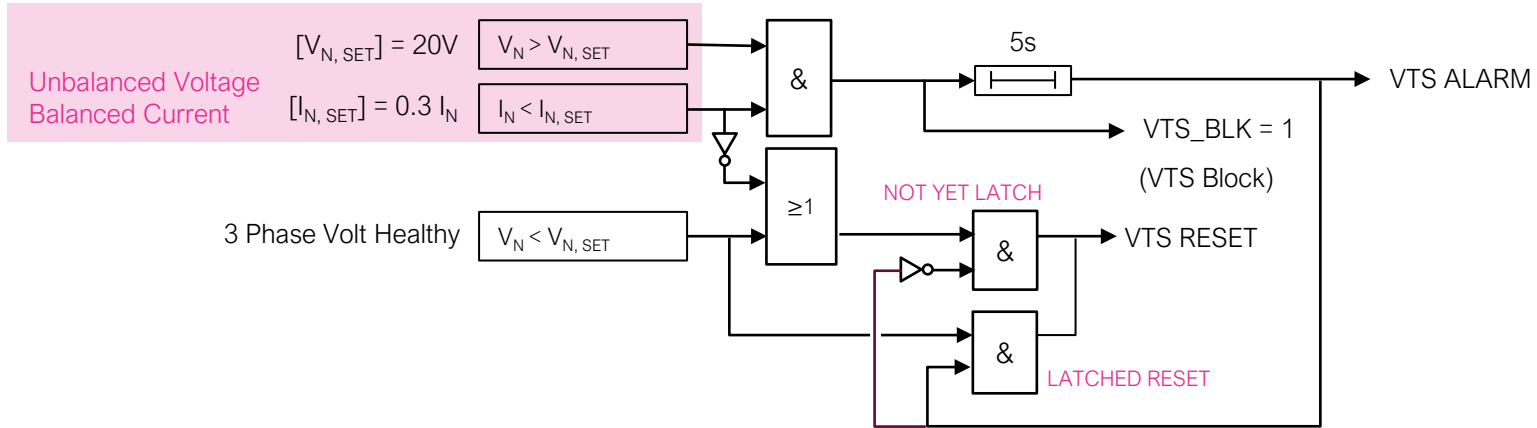 [V_N, SET] = 20V
V_N > V_N, SET
5s
Unbalanced Voltage
Balanced Current
&
VTS ALARM
[I_N, SET] = 0.3 I_N
I_N < I_N, SET
VTS_BLK = 1
(VTS Block)
NOT YET LATCH
≥1
3 Phase Volt Healthy
V_N < V_N, SET
&
VTS RESET
&
LATCHED RESET